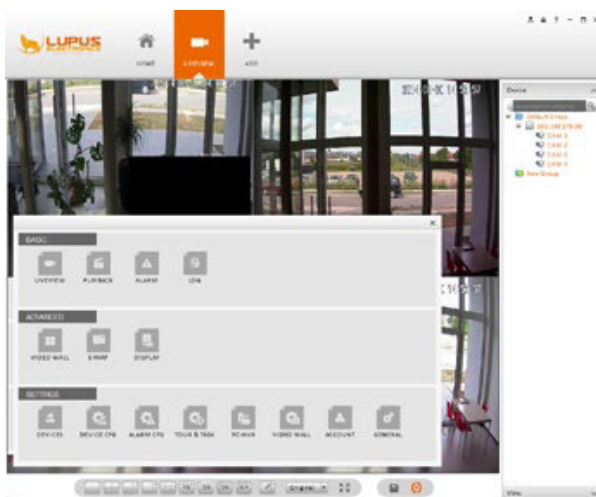 LUPUS
ELECTRONICS
HOME
LIVEVIEW
ADD
Device
Default Group
CAM 1
CAM 2
CAM 3
CAM 4
New Group
BASIC
LIVEVIEW
PLAYBACK
ALARM
LOG
ADVANCED
VIDEO WALL
E-MAP
DISPLAY
SETTINGS
DEVICES
DEVICE CFG
ALARM CFG
TOUR & TASK
PC-NVR
VIDEO WALL
ACCOUNT
GENERAL
Original
View